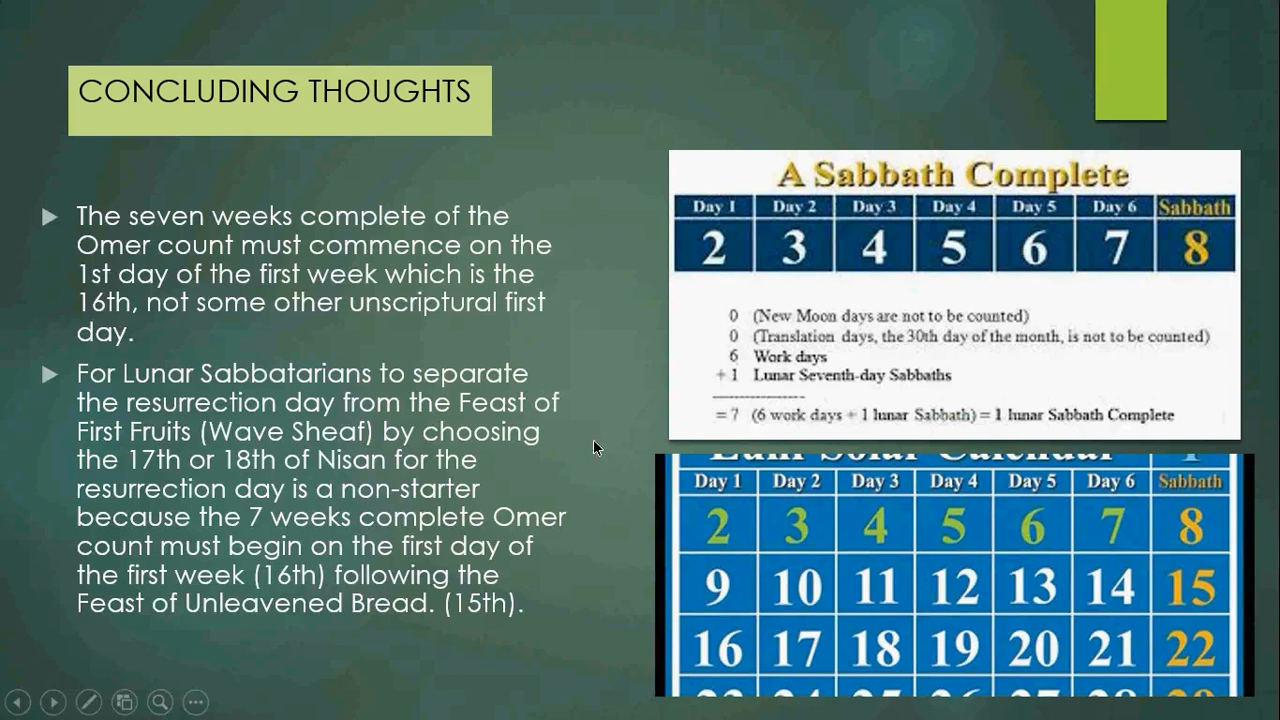 CONCLUDING THOUGHTS
The seven weeks complete of the
Omer count must commence on the
1st day of the first week which is the
16th, not some other unscriptural first
day.
For Lunar Sabbatarians to separate
the resurrection day from the Feast of
First Fruits (Wave Sheaf) by choosing
the 17th or 18th of Nisan for the
resurrection day is a non-starter
because the 7 weeks complete Omer
count must begin on the first day of
the first week (16th) following the
Feast of Unleavened Bread. (15th).
A Sabbath Complete
Day 1 Day 2 Day 3 Day 4 Day 5 Day 6 Sabbath
2 3 4 5 6 7 8
0 (New Moon days are not to be counted)
0 (Translation days, the 30th day of the month, is not to be counted)
6 Work days
+ 1 Lunar Seventh-day Sabbaths
= 7 (6 work days + 1 lunar Sabbath) = 1 lunar Sabbath Complete
Solar Calendar
Day 1 Day 2 Day 3 Day 4 Day 5 Day 6 Sabbath
2 3 4 5 6 7 8
9 10 11 12 13 14 15
16 17 18 19 20 21 22
23 24 25 26 27 28 29